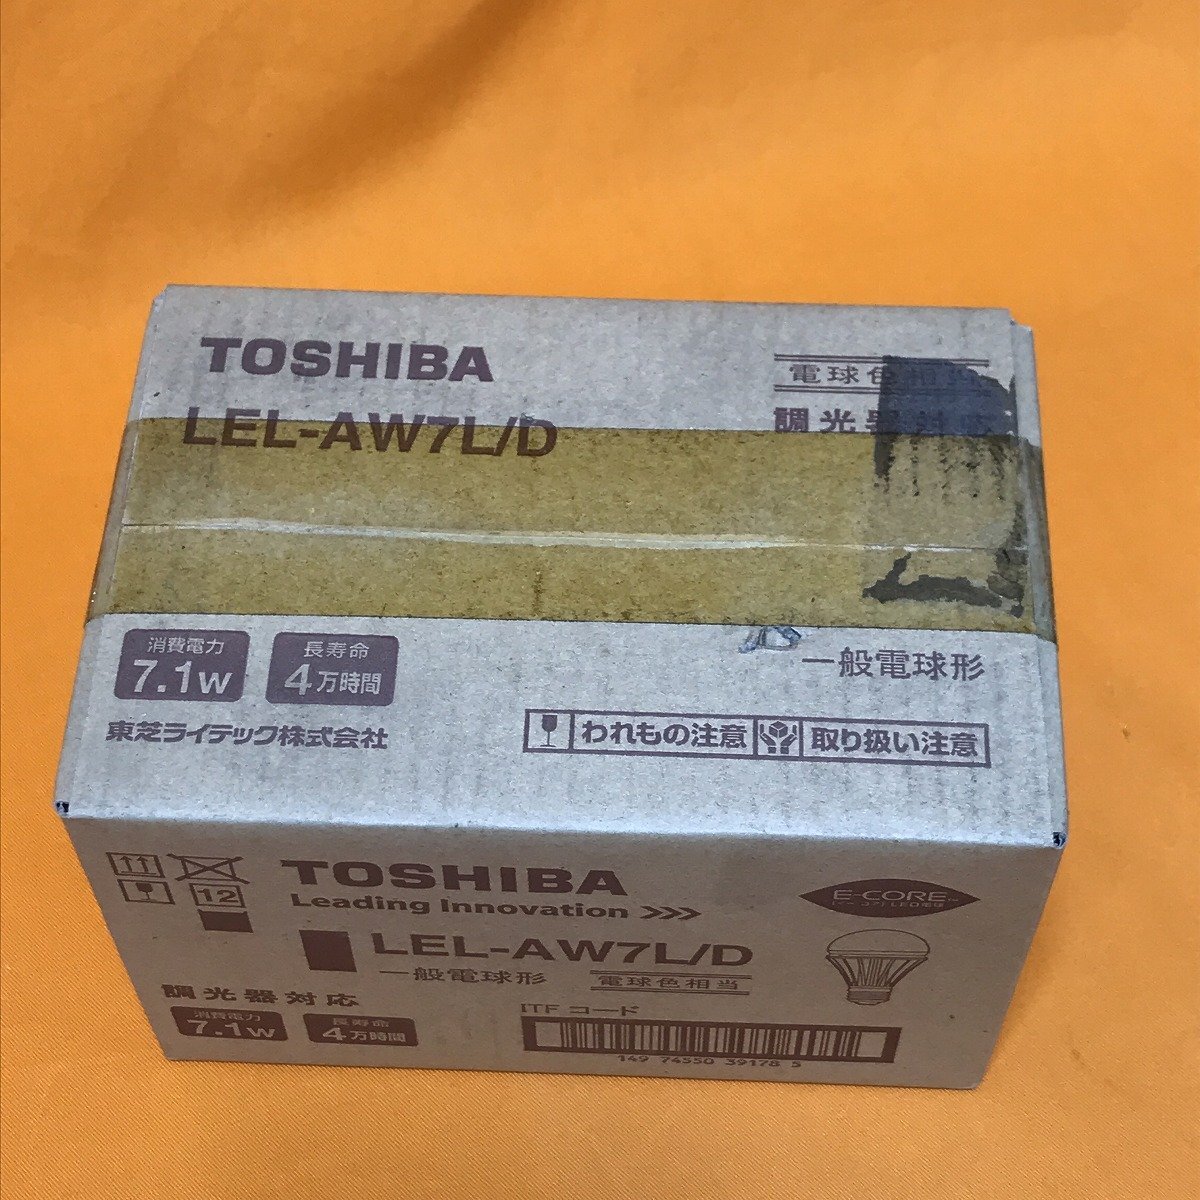 TOSHIBA
LEL-AW7L/D
電球色相当
調光器対応
消費電力
7.1W
長寿命
4万時間
一般電球形
東芝ライテック株式会社
われもの注意
取り扱い注意
12
TOSHIBA
Leading Innovation >>>
E-CORE™
LEL-AW7L/D
一般電球形
電球色相当
調光器対応
消費電力
7.1W
長寿命
4万時間
ITF コード
149 74550 39178 5